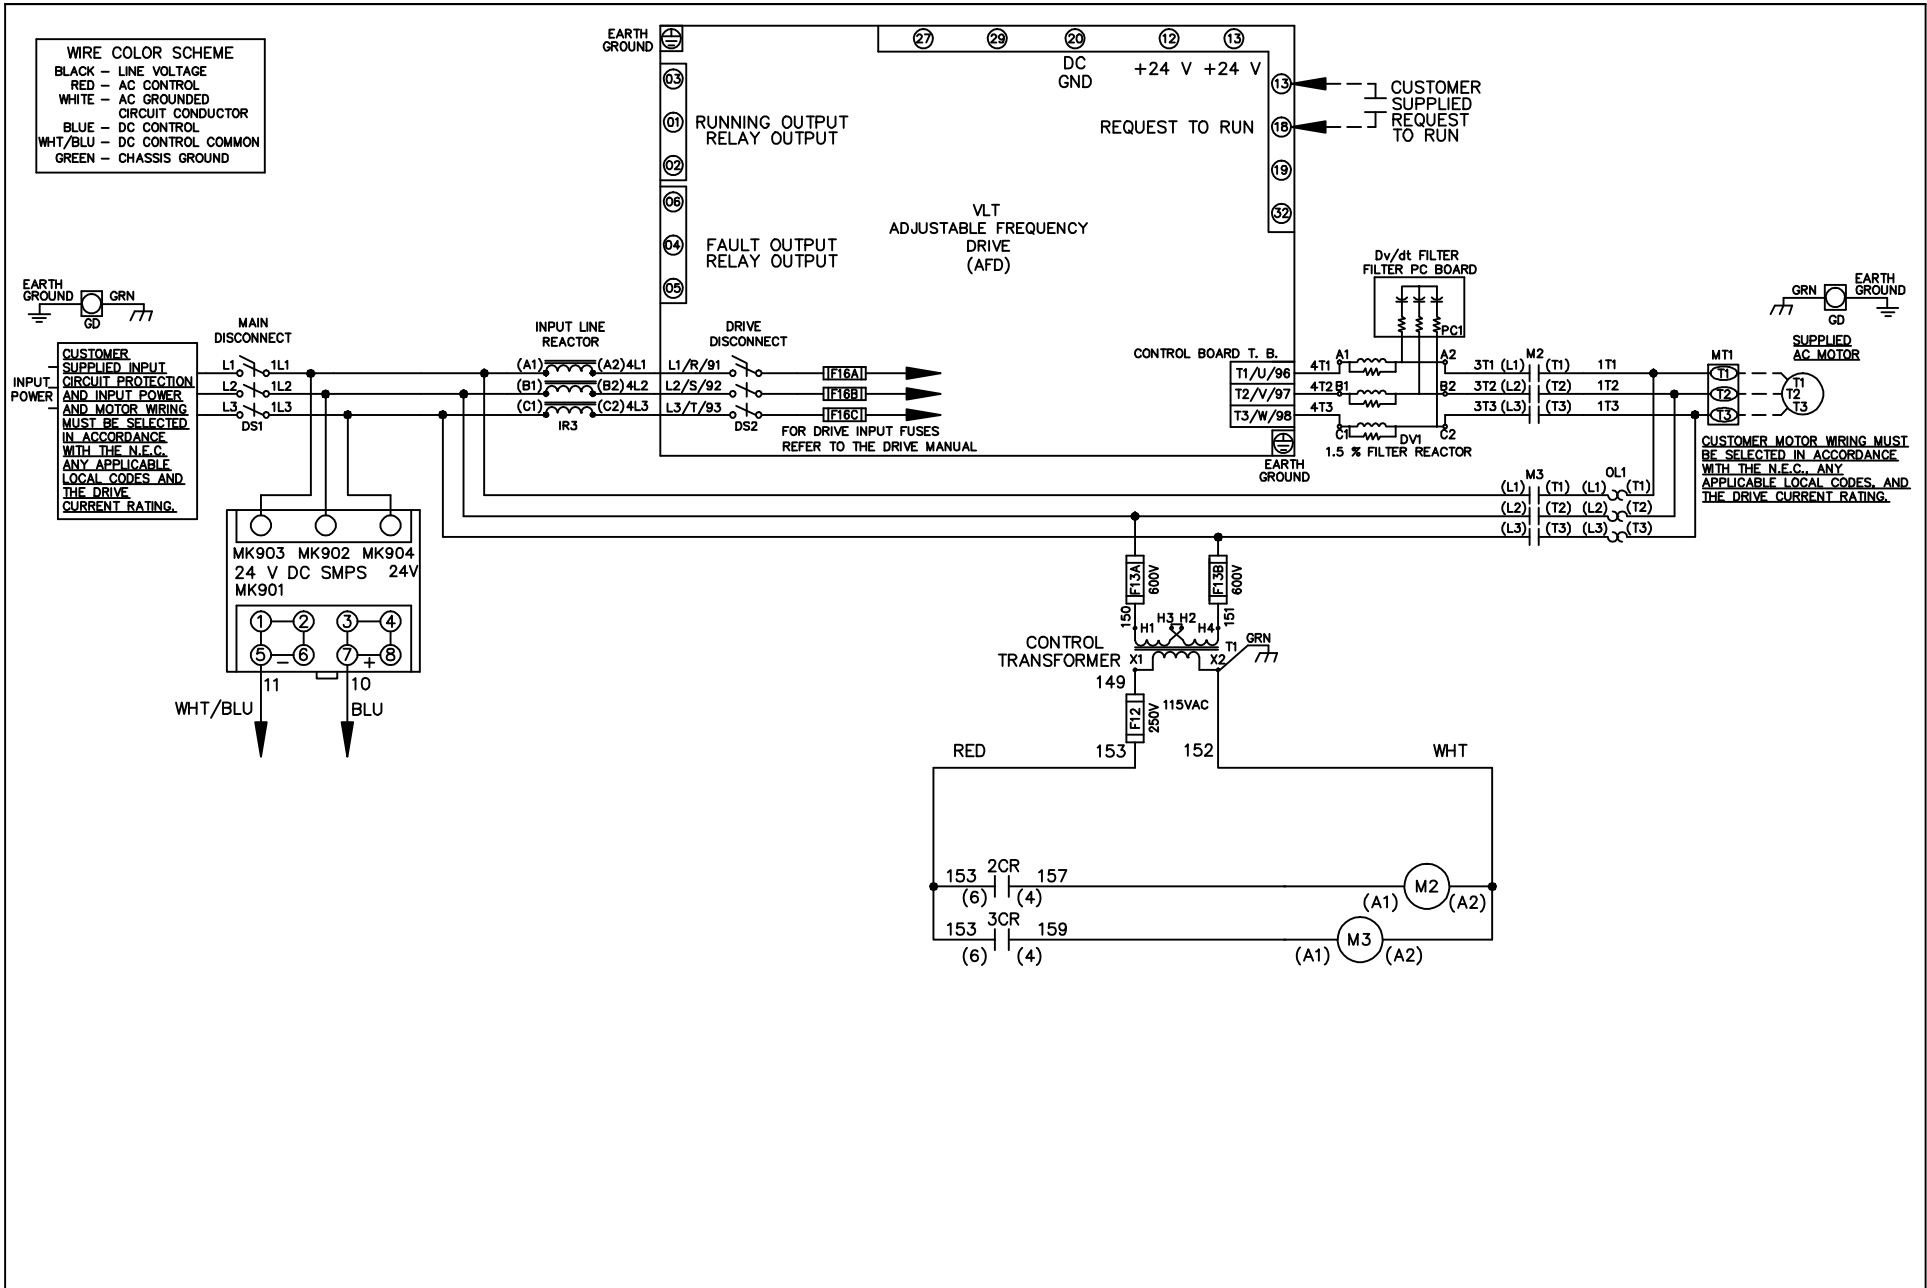 WIRE COLOR SCHEME
BLACK – LINE VOLTAGE
RED – AC CONTROL
WHITE – AC GROUNDED
CIRCUIT CONDUCTOR
BLUE – DC CONTROL
WHT/BLU – DC CONTROL COMMON
GREEN – CHASSIS GROUND
EARTH
GROUND
03
01
02
RUNNING OUTPUT
RELAY OUTPUT
06
04
05
FAULT OUTPUT
RELAY OUTPUT
27 29 20 12 13
DC
GND
+24 V +24 V
13
REQUEST TO RUN 18
19
32
CUSTOMER
SUPPLIED
REQUEST
TO RUN
VLT
ADJUSTABLE FREQUENCY
DRIVE
(AFD)
EARTH
GROUND
GRN
GD
INPUT
POWER
CUSTOMER
SUPPLIED INPUT
CIRCUIT PROTECTION
AND INPUT POWER
AND MOTOR WIRING
MUST BE SELECTED
IN ACCORDANCE
WITH THE N.E.C.
ANY APPLICABLE
LOCAL CODES AND
THE DRIVE
CURRENT RATING.
MAIN
DISCONNECT
L1 1L1
L2 1L2
L3 1L3
DS1
INPUT LINE
REACTOR
(A1) (A2) 4L1
(B1) (B2) 4L2
(C1) (C2) 4L3
IR3
DRIVE
DISCONNECT
L1/R/91
L2/S/92
L3/T/93
DS2
F16A
F16B
F16C
FOR DRIVE INPUT FUSES
REFER TO THE DRIVE MANUAL
CONTROL BOARD T. B.
T1/U/96
T2/V/97
T3/W/98
EARTH
GROUND
Dv/dt FILTER
FILTER PC BOARD
PC1
4T1 A1 A2
4T2 B1 B2
4T3 C1 C2
DV1
1.5 % FILTER REACTOR
M2
3T1 (L1) (T1) 1T1
3T2 (L2) (T2) 1T2
3T3 (L3) (T3) 1T3
MT1
T1
T2
T3
GRN
EARTH
GROUND
GD
SUPPLIED
AC MOTOR
T1
T2
T3
CUSTOMER MOTOR WIRING MUST
BE SELECTED IN ACCORDANCE
WITH THE N.E.C., ANY
APPLICABLE LOCAL CODES, AND
THE DRIVE CURRENT RATING.
M3 OL1
(L1) (T1) (L1) (T1)
(L2) (T2) (L2) (T2)
(L3) (T3) (L3) (T3)
MK903 MK902 MK904
24 V DC SMPS 24V
MK901
1 2 3 4
5 – 6 7 + 8
11 10
WHT/BLU BLU
F13A
600V
F13B
600V
150
151
H1 H3 H2 H4
CONTROL
TRANSFORMER
X1 X2 T1
GRN
149
F12
250V
115VAC
RED 153 152 WHT
153 2CR 157
(6) (4)
M2
(A1) (A2)
153 3CR 159
(6) (4)
M3
(A1) (A2)